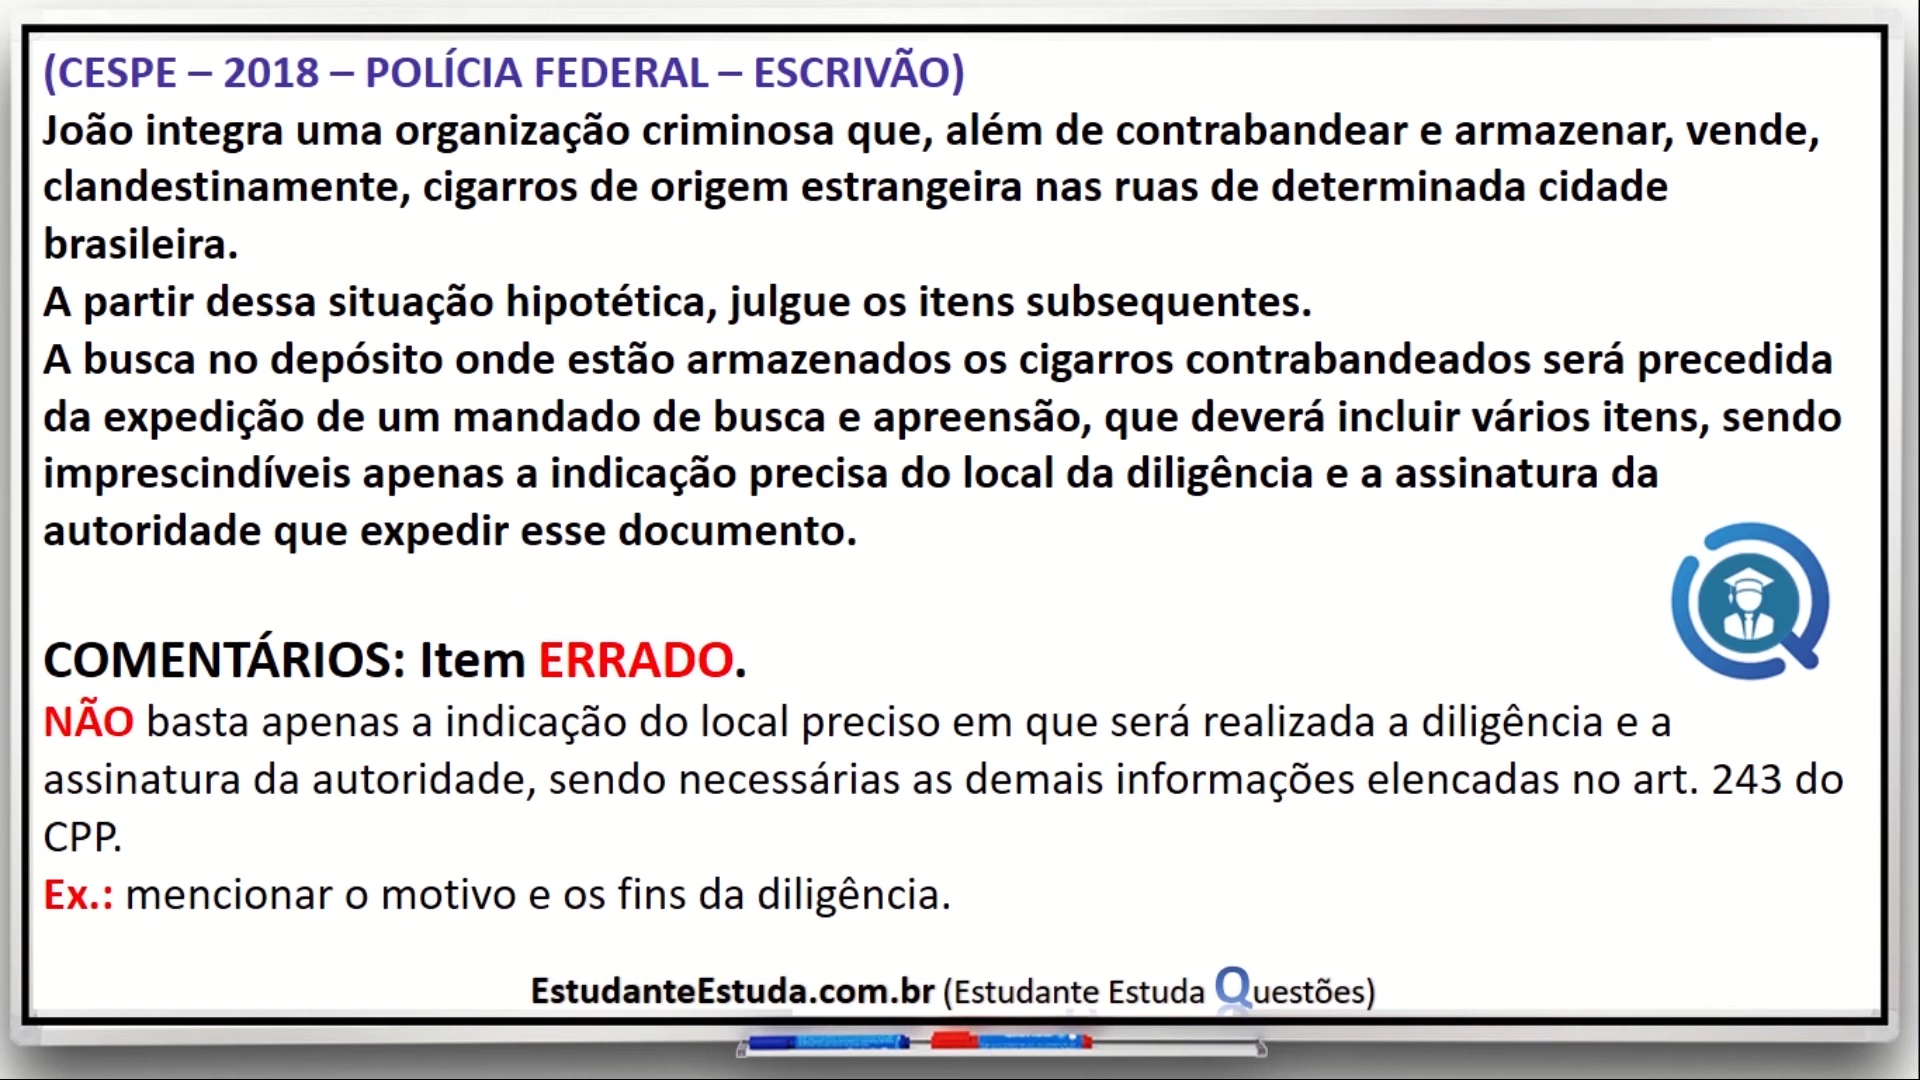 (CESPE – 2018 – POLÍCIA FEDERAL – ESCRIVÃO)
João integra uma organização criminosa que, além de contrabandear e armazenar, vende,
clandestinamente, cigarros de origem estrangeira nas ruas de determinada cidade
brasileira.
A partir dessa situação hipotética, julgue os itens subsequentes.
A busca no depósito onde estão armazenados os cigarros contrabandeados será precedida
da expedição de um mandado de busca e apreensão, que deverá incluir vários itens, sendo
imprescindíveis apenas a indicação precisa do local da diligência e a assinatura da
autoridade que expedir esse documento.
COMENTÁRIOS: Item ERRADO.
NÃO basta apenas a indicação do local preciso em que será realizada a diligência e a
assinatura da autoridade, sendo necessárias as demais informações elencadas no art. 243 do
CPP.
Ex.: mencionar o motivo e os fins da diligência.
EstudanteEstuda.com.br (Estudante Estuda Questões)